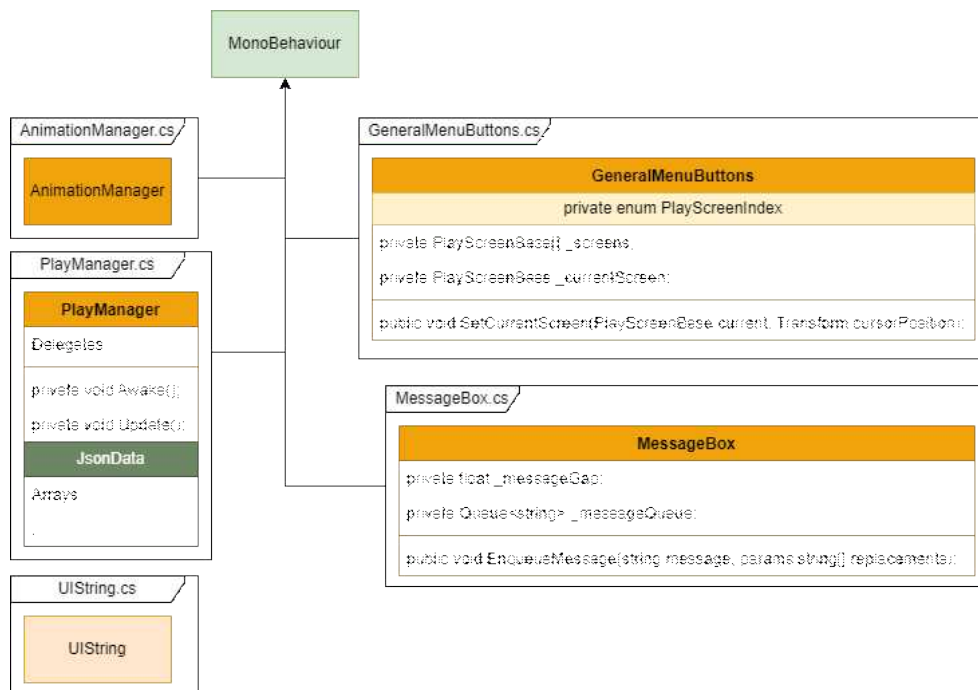 MonoBehaviour
AnimationManager.cs
AnimationManager
PlayManager.cs
PlayManager
Delegates
private void Awake();
private void Update();
JsonData
Arrays
.
UIString.cs
UIString
GeneralMenuButtons.cs
GeneralMenuButtons
private enum PlayScreenIndex
private PlayScreenBase[] _screens;
private PlayScreenBase _currentScreen;
public void SetCurrentScreen(PlayScreenBase current, Transform cursorPosition);
MessageBox.cs
MessageBox
private float _messageGap;
private Queue<string> _messageQueue;
public void EnqueueMessage(string message, params string[] replacements);